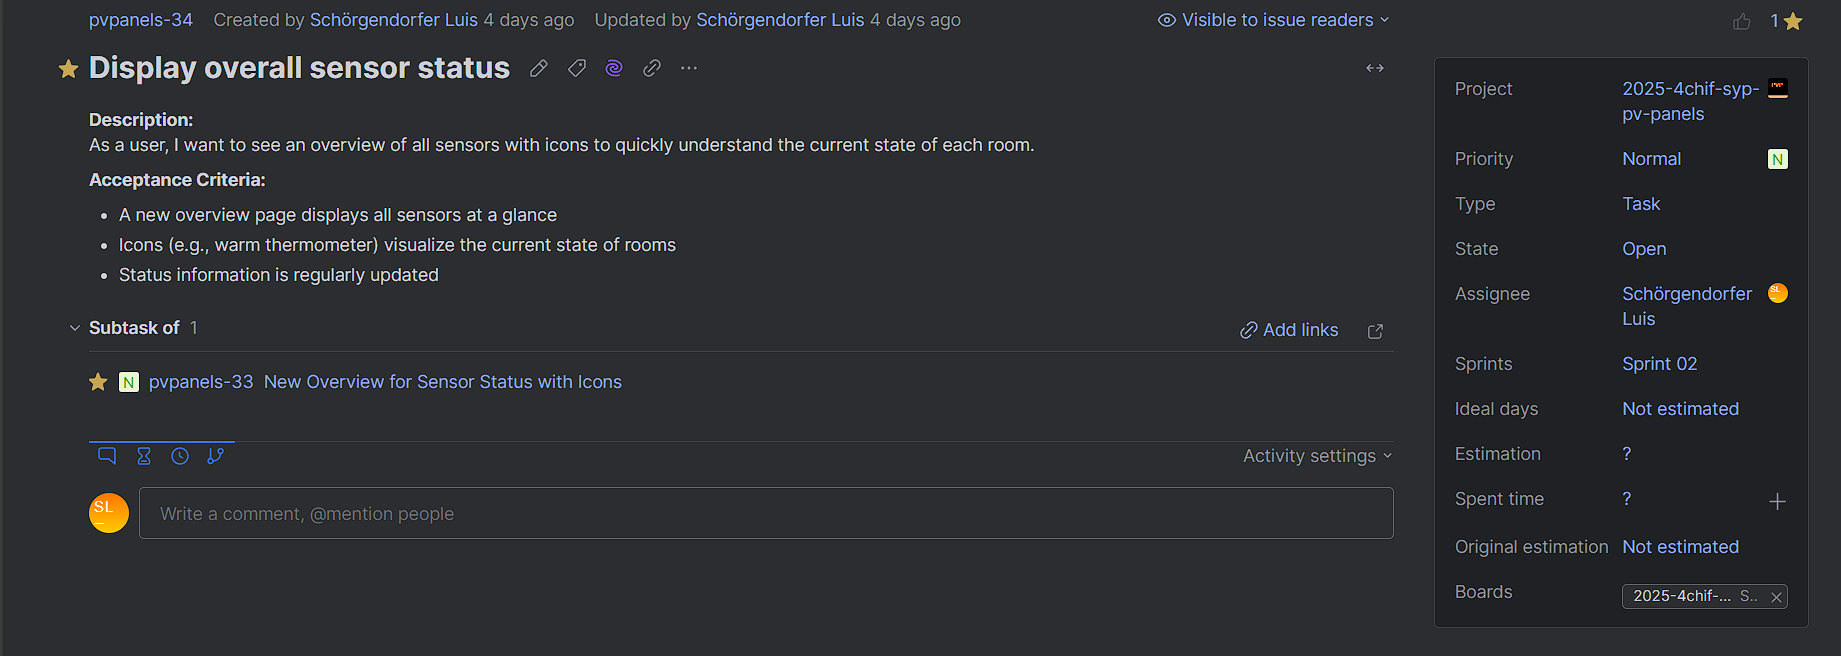 pvpanels-34 Created by Schörgendorfer Luis 4 days ago Updated by Schörgendorfer Luis 4 days ago Visible to issue readers 1
Display overall sensor status
Description:
As a user, I want to see an overview of all sensors with icons to quickly understand the current state of each room.
Acceptance Criteria:
• A new overview page displays all sensors at a glance
• Icons (e.g., warm thermometer) visualize the current state of rooms
• Status information is regularly updated
Subtask of 1 Add links
N pvpanels-33 New Overview for Sensor Status with Icons
Activity settings
SL Write a comment, @mention people
Project 2025-4chif-syp- PVP
pv-panels
Priority Normal N
Type Task
State Open
Assignee Schörgendorfer SL
Luis
Sprints Sprint 02
Ideal days Not estimated
Estimation ?
Spent time ?
Original estimation Not estimated
Boards 2025-4chif-... S..